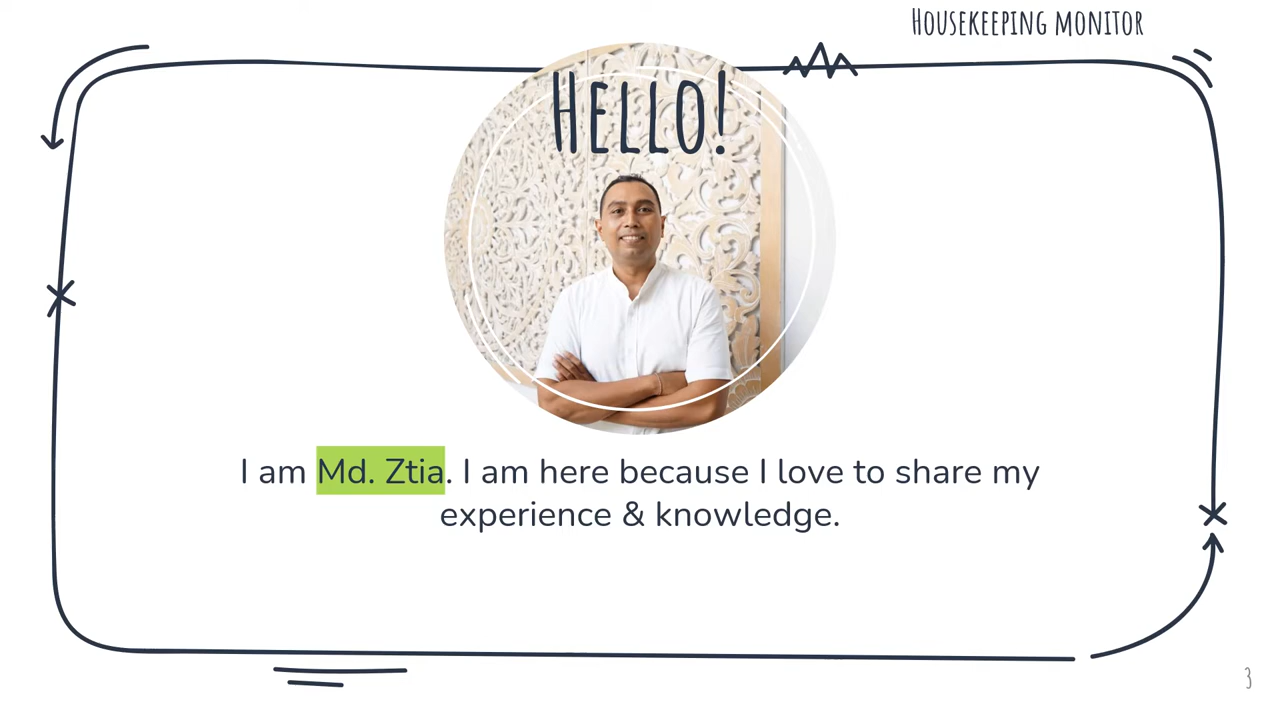 Housekeeping monitor
Hello!
I am Md. Ztia. I am here because I love to share my
experience & knowledge.
3